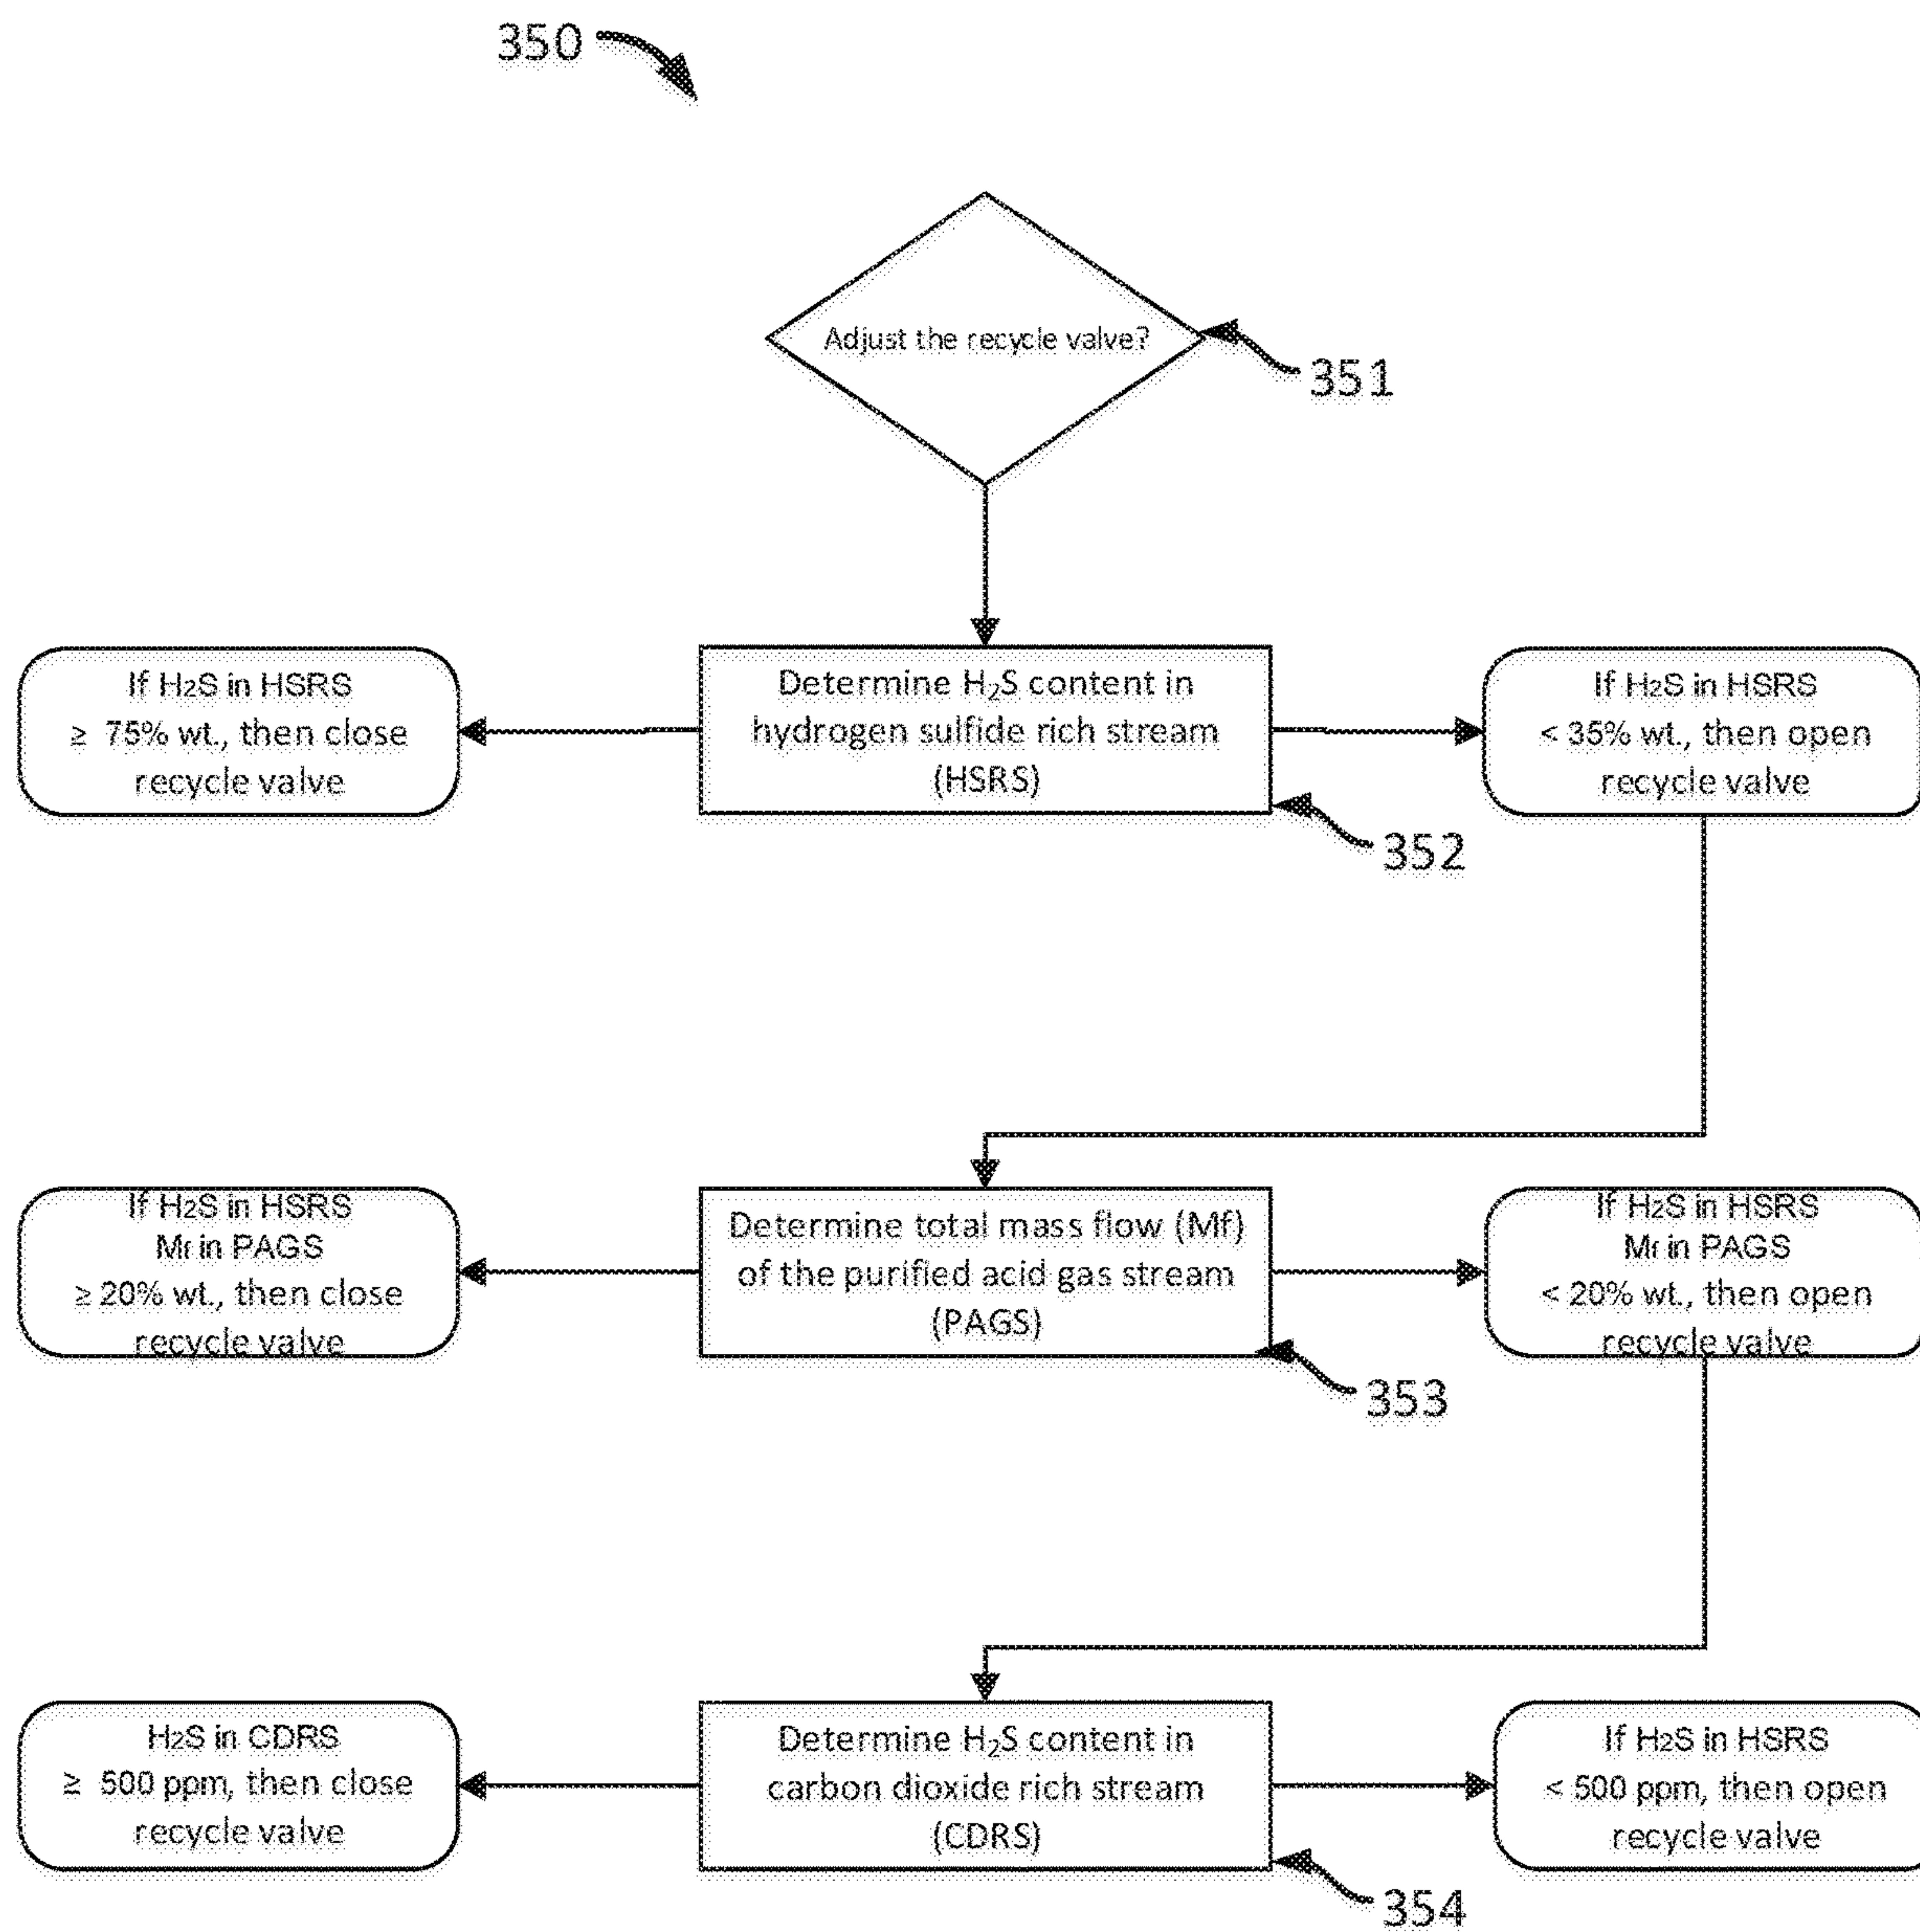 350
Adjust the recycle valve?
351
If H₂S in HSRS
≥ 75% wt., then close
recycle valve
Determine H₂S content in
hydrogen sulfide rich stream
(HSRS)
If H₂S in HSRS
< 35% wt., then open
recycle valve
352
If H₂S in HSRS
Mf in PAGS
≥ 20% wt., then close
recycle valve
Determine total mass flow (Mf)
of the purified acid gas stream
(PAGS)
If H₂S in HSRS
Mf in PAGS
< 20% wt., then open
recycle valve
353
H₂S in CDRS
≥ 500 ppm, then close
recycle valve
Determine H₂S content in
carbon dioxide rich stream
(CDRS)
If H₂S in HSRS
< 500 ppm, then open
recycle valve
354